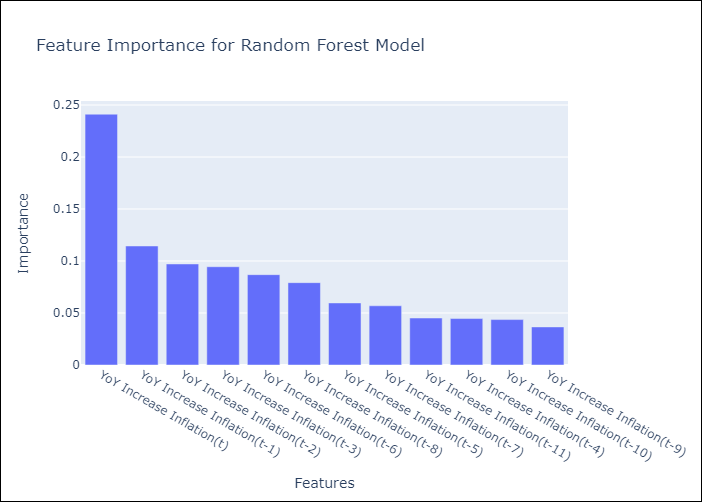 Feature Importance for Random Forest Model
0.25
0.2
0.15
0.1
0.05
0
Importance
YoY Increase Inflation(t)
YoY Increase Inflation(t-1)
YoY Increase Inflation(t-2)
YoY Increase Inflation(t-3)
YoY Increase Inflation(t-6)
YoY Increase Inflation(t-8)
YoY Increase Inflation(t-5)
YoY Increase Inflation(t-7)
YoY Increase Inflation(t-11)
YoY Increase Inflation(t-4)
YoY Increase Inflation(t-10)
YoY Increase Inflation(t-9)
Features